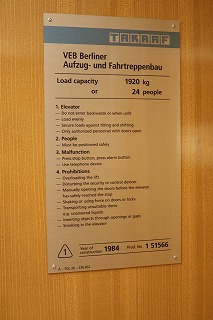 TAKRAF
VEB Berliner
Aufzug- und Fahrtreppenbau
Load capacity 1920 kg
or 24 people
1. Elevator
— Do not enter backwards or when unlit
— Load evenly
— Secure loads against tilting and shifting
— Only authorized personnel with doors open
2. People
— Must be positioned safely
3. Malfunction
— Press stop button, press alarm button
— Use telephone device
4. Prohibitions
— Overloading the lift
— Disturbing the security or control devices
— Manually opening the doors before the elevator
has safely reached the stop
— Shaking or using force on doors or locks
— Transporting unsuitable items
e.g. uncovered liquids
— Inserting objects through openings or gaps
— Smoking in the elevator
1 Year of construction 1984 Prod. No. 1 51566